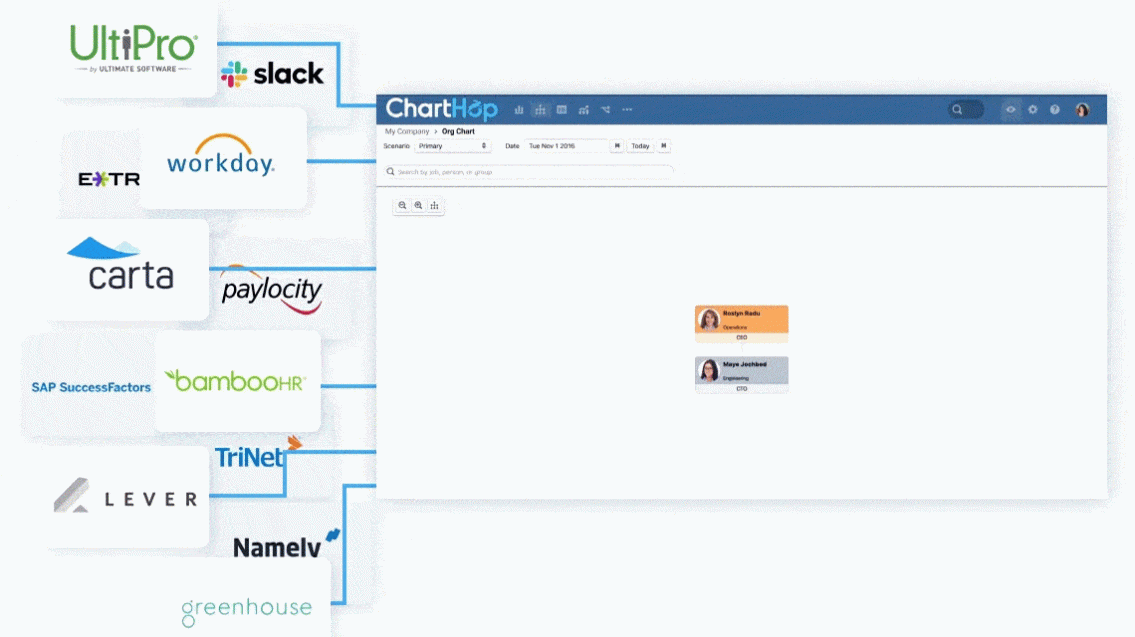 UltiPro
by ULTIMATE SOFTWARE
slack
workday.
EXTR
carta
paylocity
SAP SuccessFactors
bambooHR
TriNet
LEVER
Namely
greenhouse
ChartHop
My Company > Org Chart
Scenario Primary Date Tue Nov 1 2016 Today
Search by job, person, or group
Roslyn Radu
Operations
CEO
Maye Jochbed
Engineering
CTO